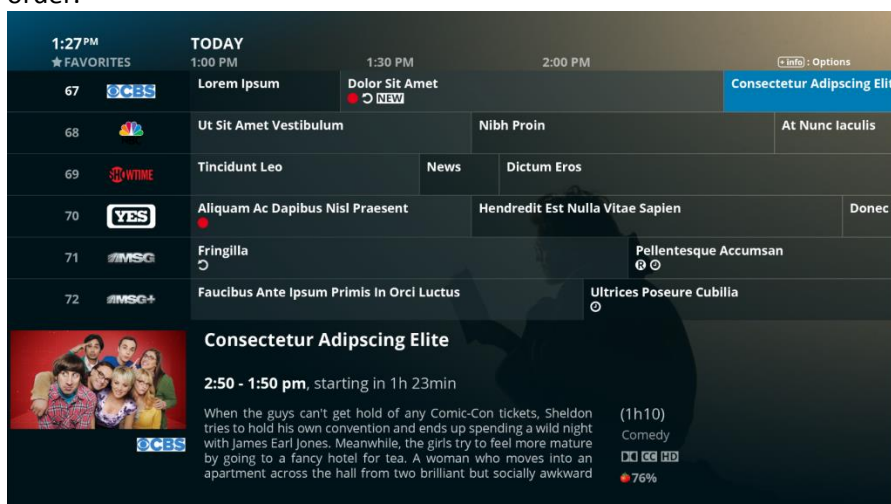 order.
1:27 PM
TODAY
★ FAVORITES
1:00 PM
1:30 PM
2:00 PM
+ info : Options
67
CBS
Lorem Ipsum
Dolor Sit Amet
NEW
Consectetur Adipscing Elit
68
Ut Sit Amet Vestibulum
Nibh Proin
At Nunc Iaculis
69
SHOWTIME
Tincidunt Leo
News
Dictum Eros
70
YES
Aliquam Ac Dapibus Nisl Praesent
Hendredit Est Nulla Vitae Sapien
Donec
71
MSG
Fringilla
Pellentesque Accumsan
R
72
MSG+
Faucibus Ante Ipsum Primis In Orci Luctus
Ultrices Poseure Cubilia
Consectetur Adipscing Elite
2:50 - 1:50 pm, starting in 1h 23min
When the guys can't get hold of any Comic-Con tickets, Sheldon
tries to hold his own convention and ends up spending a wild night
with James Earl Jones. Meanwhile, the girls try to feel more mature
by going to a fancy hotel for tea. A woman who moves into an
apartment across the hall from two brilliant but socially awkward
(1h10)
Comedy
CC HD
76%
CBS